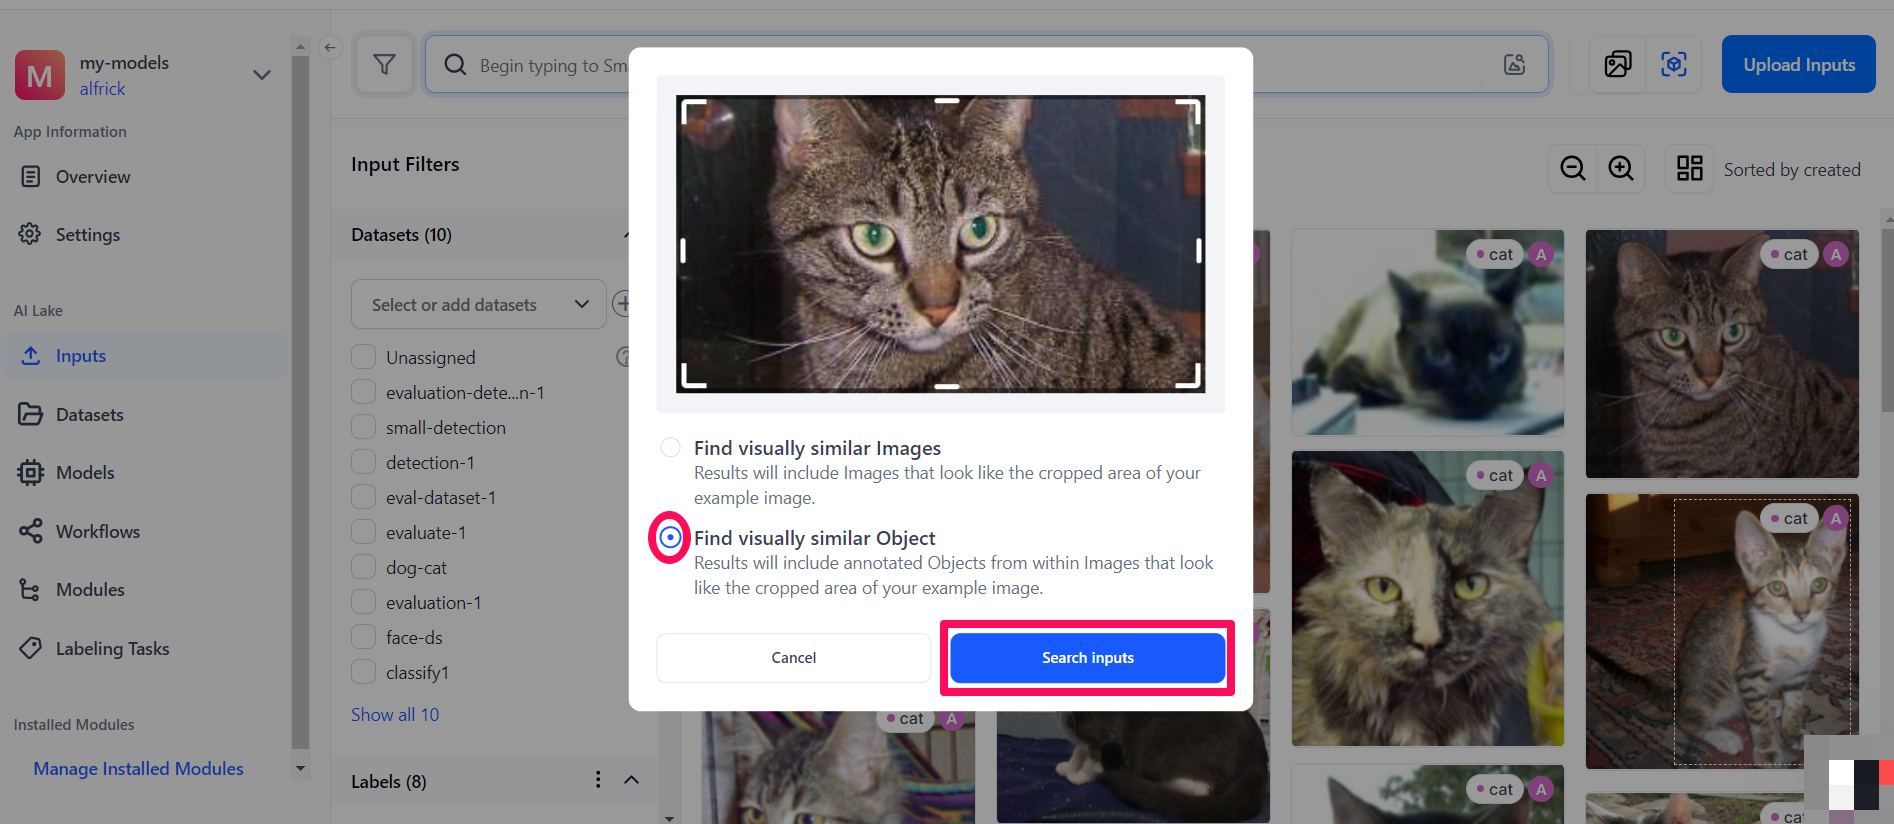 M
my-models
alfrick
App Information
Overview
Settings
AI Lake
Inputs
Datasets
Models
Workflows
Modules
Labeling Tasks
Installed Modules
Manage Installed Modules
Begin typing to Sm
Upload Inputs
Input Filters
Datasets (10)
Select or add datasets
Unassigned
evaluation-dete...n-1
small-detection
detection-1
eval-dataset-1
evaluate-1
dog-cat
evaluation-1
face-ds
classify1
Show all 10
Labels (8)
Find visually similar Images
Results will include Images that look like the cropped area of your
example image.
Find visually similar Object
Results will include annotated Objects from within Images that look
like the cropped area of your example image.
Cancel
Search inputs
Sorted by created
cat A
cat A
cat A
cat A
cat A
cat A
cat